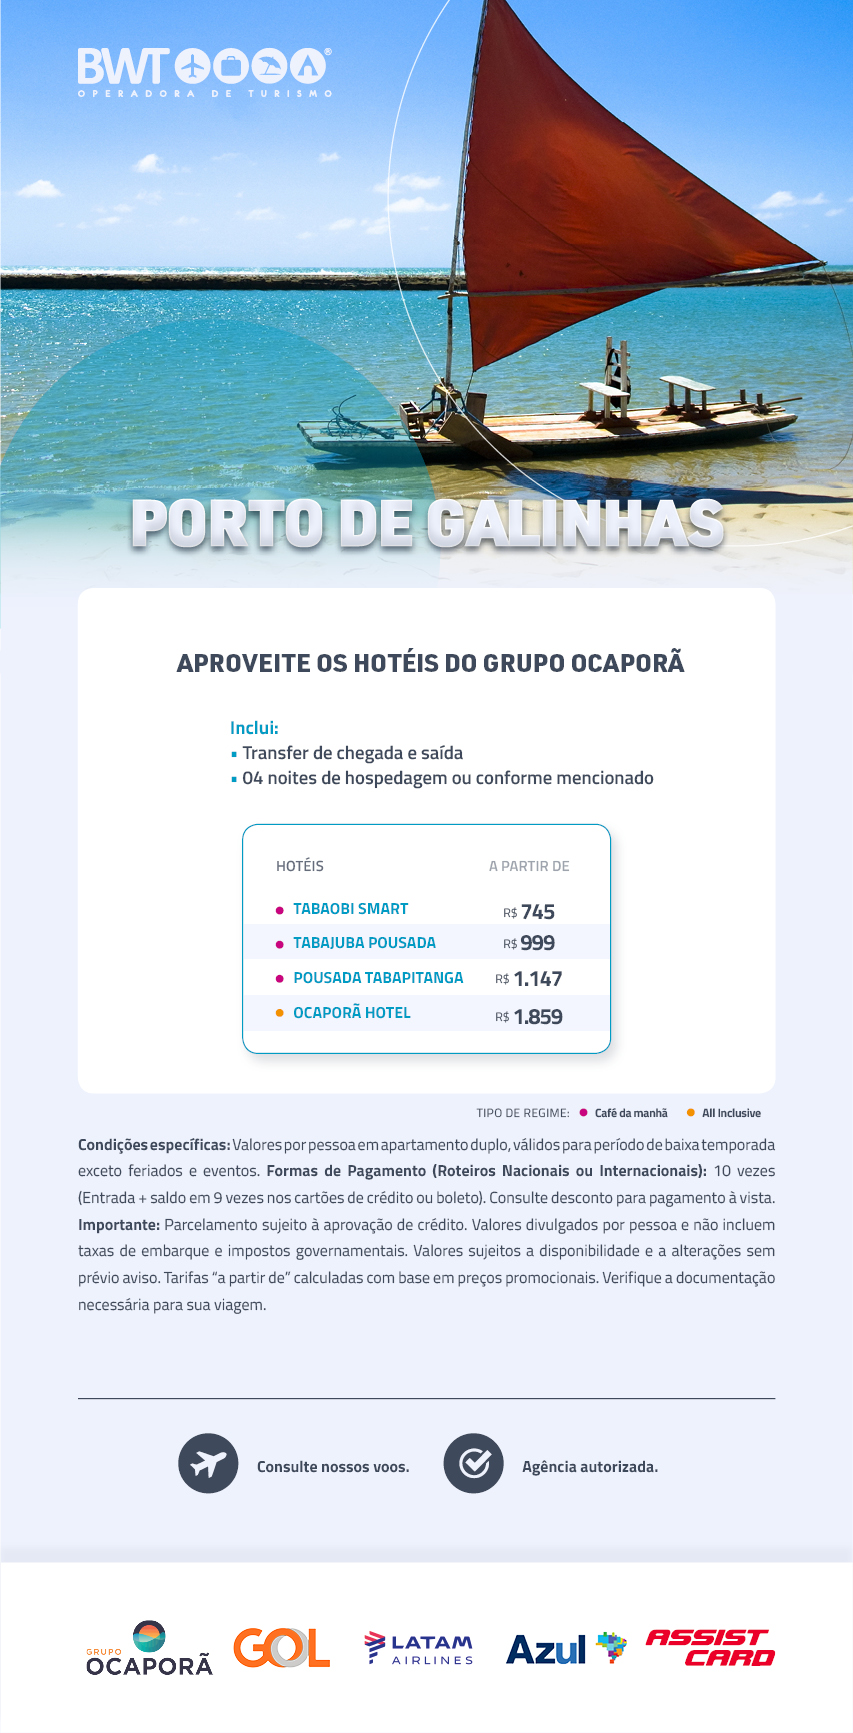 BWT®
OPERADORA DE TURISMO
PORTO DE GALINHAS
APROVEITE OS HOTÉIS DO GRUPO OCAPORÃ
Inclui:
▪ Transfer de chegada e saída
▪ 04 noites de hospedagem ou conforme mencionado
HOTÉIS A PARTIR DE
● TABAOBI SMART R$ 745
● TABAJUBA POUSADA R$ 999
● POUSADA TABAPITANGA R$ 1.147
● OCAPORÃ HOTEL R$ 1.859
TIPO DE REGIME: ● Café da manhã ● All Inclusive
Condições específicas: Valores por pessoa em apartamento duplo, válidos para período de baixa temporada
exceto feriados e eventos. Formas de Pagamento (Roteiros Nacionais ou Internacionais): 10 vezes
(Entrada + saldo em 9 vezes nos cartões de crédito ou boleto). Consulte desconto para pagamento à vista.
Importante: Parcelamento sujeito à aprovação de crédito. Valores divulgados por pessoa e não incluem
taxas de embarque e impostos governamentais. Valores sujeitos a disponibilidade e a alterações sem
prévio aviso. Tarifas “a partir de” calculadas com base em preços promocionais. Verifique a documentação
necessária para sua viagem.
Consulte nossos voos. Agência autorizada.
GRUPO
OCAPORÃ
GOL
LATAM
AIRLINES
Azul
ASSIST
CARD